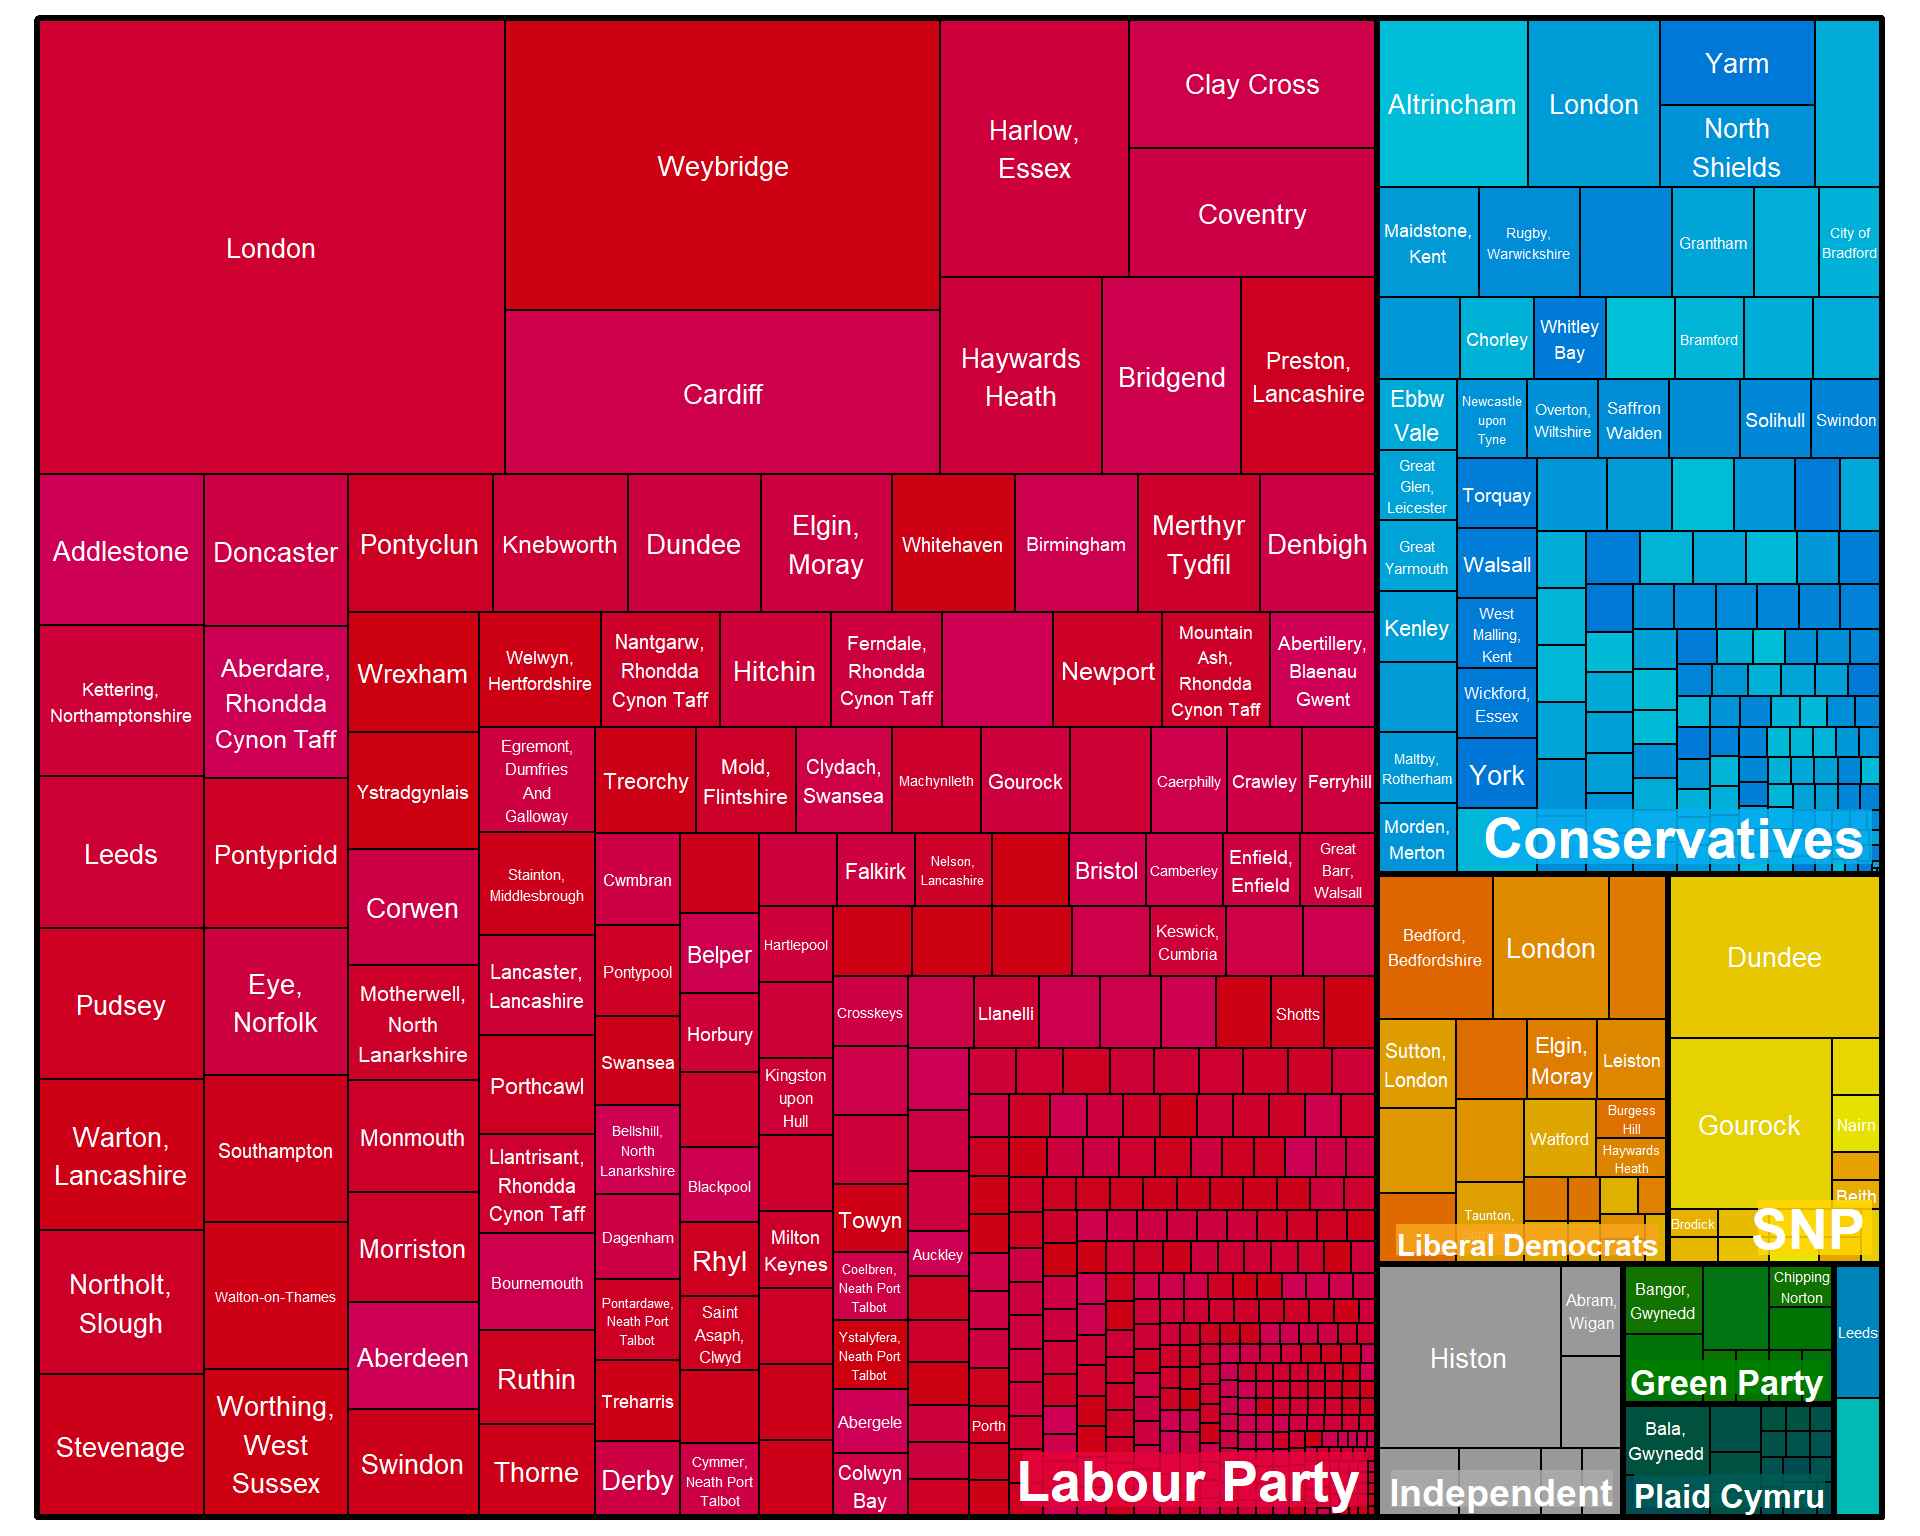 London
Weybridge
Cardiff
Harlow,
Essex
Clay Cross
Coventry
Haywards
Heath
Bridgend
Preston,
Lancashire
Addlestone
Doncaster
Pontyclun
Knebworth
Dundee
Elgin,
Moray
Whitehaven
Birmingham
Merthyr
Tydfil
Denbigh
Kettering,
Northamptonshire
Aberdare,
Rhondda
Cynon Taff
Wrexham
Welwyn,
Hertfordshire
Nantgarw,
Rhondda
Cynon Taff
Hitchin
Ferndale,
Rhondda
Cynon Taff
Newport
Mountain
Ash,
Rhondda
Cynon Taff
Abertillery,
Blaenau
Gwent
Leeds
Pontypridd
Ystradgynlais
Egremont,
Dumfries
And
Galloway
Treorchy
Mold,
Flintshire
Clydach,
Swansea
Machynlleth
Gourock
Caerphilly
Crawley
Ferryhill
Corwen
Stainton,
Middlesbrough
Cwmbran
Falkirk
Nelson,
Lancashire
Bristol
Camberley
Enfield,
Enfield
Great
Barr,
Walsall
Pudsey
Eye,
Norfolk
Motherwell,
North
Lanarkshire
Lancaster,
Lancashire
Pontypool
Belper
Hartlepool
Keswick,
Cumbria
Horbury
Crosskeys
Llanelli
Shotts
Warton,
Lancashire
Southampton
Monmouth
Porthcawl
Swansea
Kingston
upon
Hull
Llantrisant,
Rhondda
Cynon Taff
Bellshill,
North
Lanarkshire
Blackpool
Northolt,
Slough
Walton-on-Thames
Morriston
Bournemouth
Dagenham
Rhyl
Milton
Keynes
Towyn
Auckley
Coelbren,
Neath Port
Talbot
Aberdeen
Ruthin
Pontardawe,
Neath Port
Talbot
Saint
Asaph,
Clwyd
Ystalyfera,
Neath Port
Talbot
Stevenage
Worthing,
West
Sussex
Swindon
Thorne
Treharris
Derby
Cymmer,
Neath Port
Talbot
Abergele
Colwyn
Bay
Porth
Labour Party
Altrincham
London
Yarm
North
Shields
Maidstone,
Kent
Rugby,
Warwickshire
Grantham
City of
Bradford
Chorley
Whitley
Bay
Bramford
Ebbw
Vale
Newcastle
upon
Tyne
Overton,
Wiltshire
Saffron
Walden
Solihull
Swindon
Great
Glen,
Leicester
Torquay
Great
Yarmouth
Walsall
Kenley
West
Malling,
Kent
Wickford,
Essex
Maltby,
Rotherham
York
Morden,
Merton
Conservatives
Bedford,
Bedfordshire
London
Sutton,
London
Elgin,
Moray
Leiston
Watford
Burgess
Hill
Haywards
Heath
Taunton,
Liberal Democrats
Dundee
Gourock
Nairn
Beith
Brodick
SNP
Histon
Abram,
Wigan
Independent
Bangor,
Gwynedd
Chipping
Norton
Green Party
Bala,
Gwynedd
Plaid Cymru
Leeds